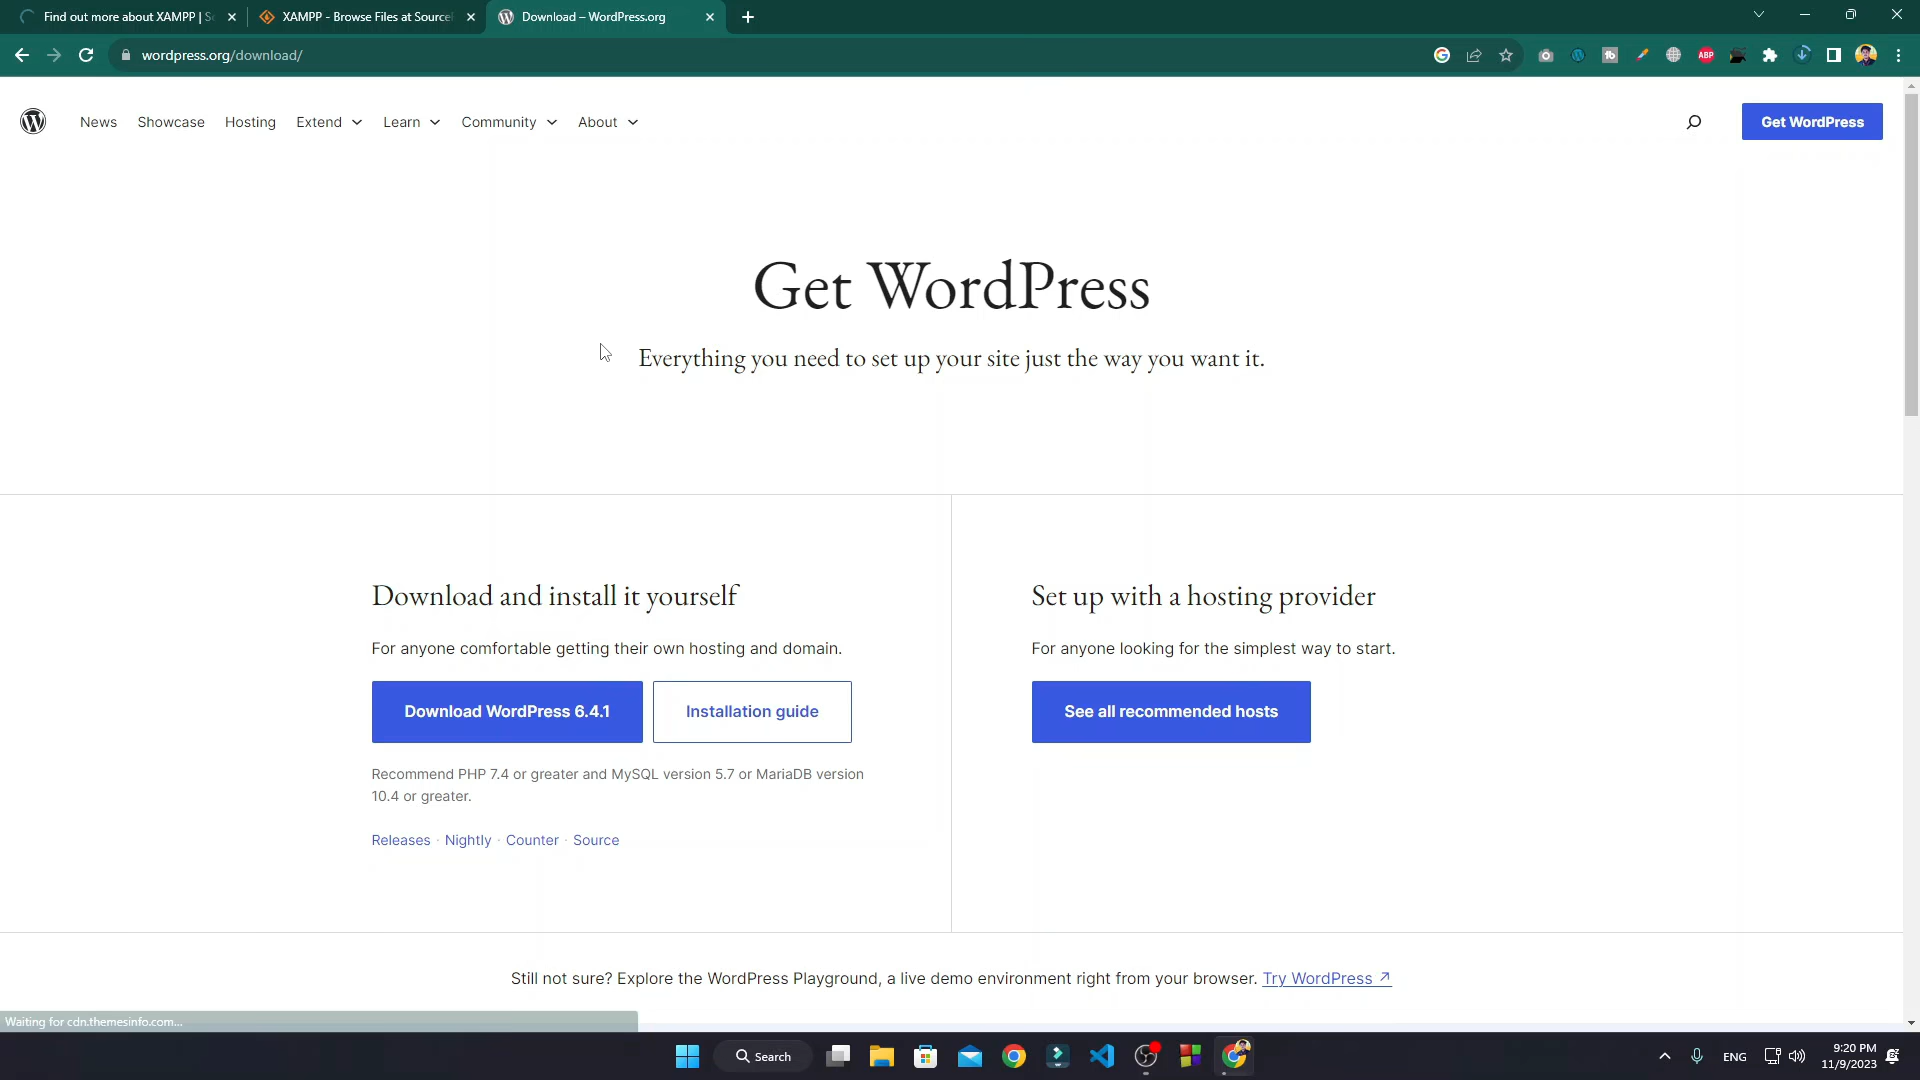 Find out more about XAMPP | S
XAMPP - Browse Files at Source
Download – WordPress.org
wordpress.org/download/
ABP
News
Showcase
Hosting
Extend
Learn
Community
About
Get WordPress
Get WordPress
Everything you need to set up your site just the way you want it.
Download and install it yourself
For anyone comfortable getting their own hosting and domain.
Download WordPress 6.4.1
Installation guide
Recommend PHP 7.4 or greater and MySQL version 5.7 or MariaDB version
10.4 or greater.
Releases · Nightly · Counter · Source
Set up with a hosting provider
For anyone looking for the simplest way to start.
See all recommended hosts
Still not sure? Explore the WordPress Playground, a live demo environment right from your browser. Try WordPress ↗
Waiting for cdn.themesinfo.com...
Search
ENG
9:20 PM
11/9/2023